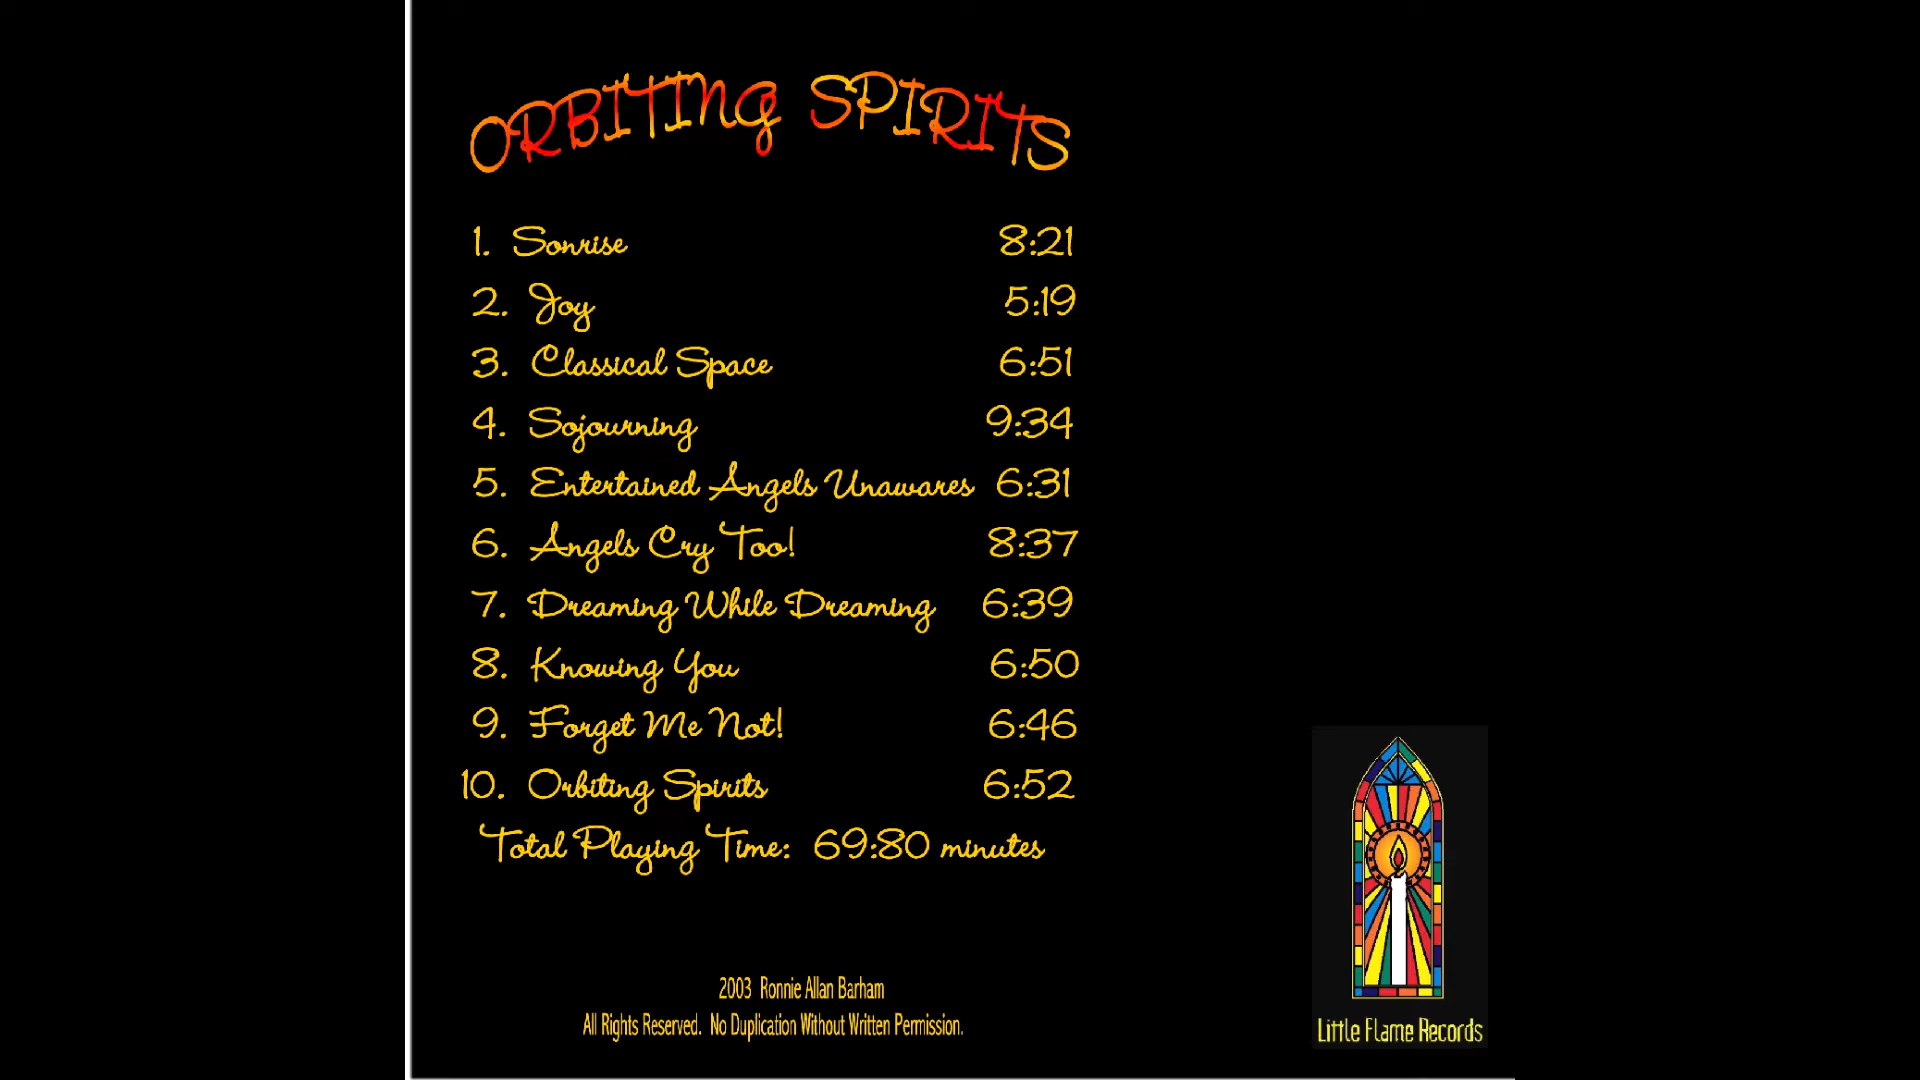 ORBITING SPIRITS
1. Sonrise 8:21
2. Joy 5:19
3. Classical Space 6:51
4. Sojourning 9:34
5. Entertained Angels Unawares 6:31
6. Angels Cry Too! 8:37
7. Dreaming While Dreaming 6:39
8. Knowing You 6:50
9. Forget Me Not! 6:46
10. Orbiting Spirits 6:52
Total Playing Time: 69:80 minutes
2003 Ronnie Allan Barham
All Rights Reserved. No Duplication Without Written Permission.
Little Flame Records